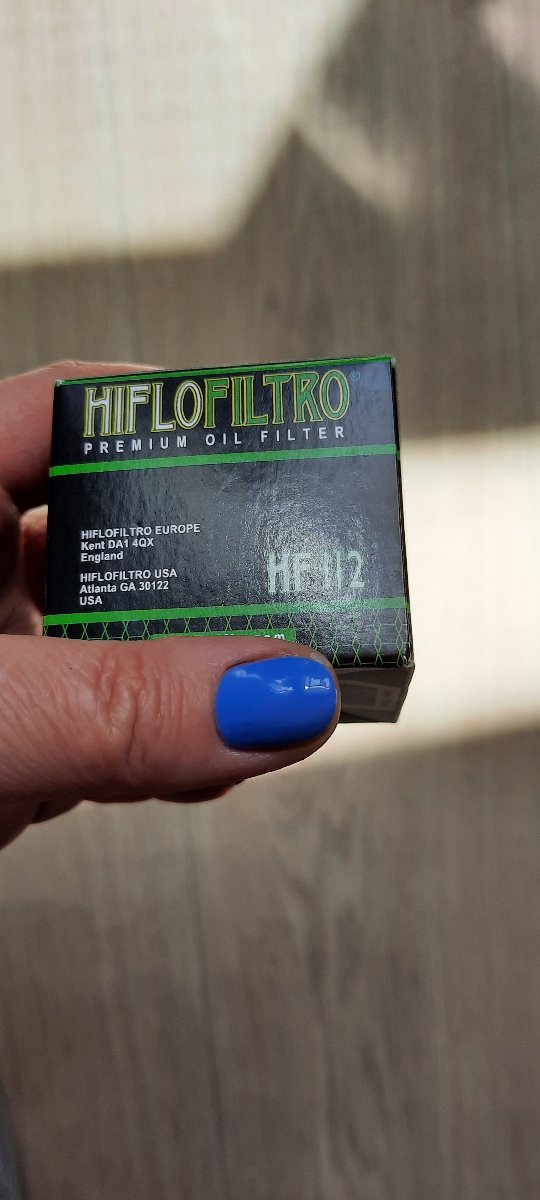 HIFLOFILTRO®
PREMIUM OIL FILTER
HIFLOFILTRO EUROPE
Kent DA1 4QX
England
HIFLOFILTRO USA
Atlanta GA 30122
USA
HF112